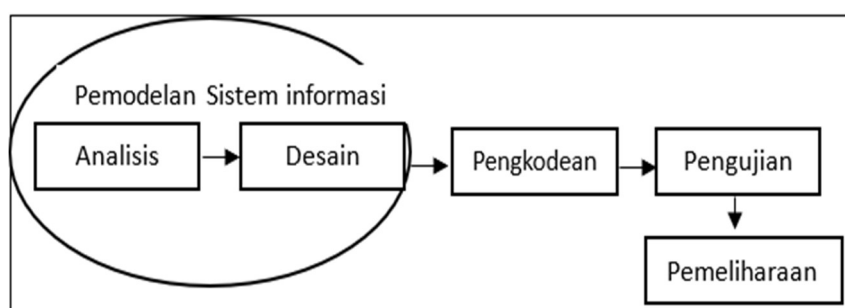 Pemodelan Sistem informasi
Analisis
Desain
Pengkodean
Pengujian
Pemeliharaan